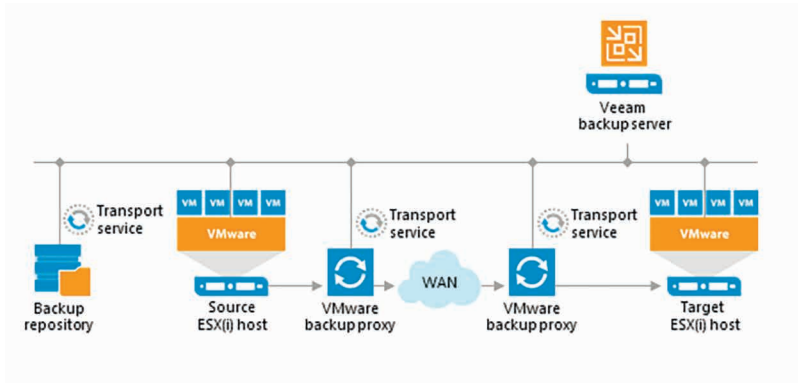 Veeam
backup server
Transport
service
VM VM VM VM
VMware
Transport
service
Transport
service
VM VM VM VM
VMware
WAN
Backup
repository
Source
ESX(i) host
VMware
backup proxy
VMware
backup proxy
Target
ESX(i) host